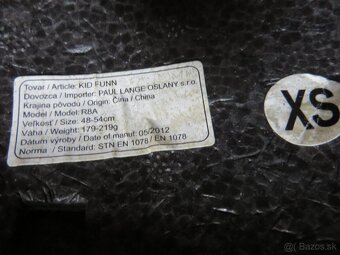 Tovar / Article: KID FUNN
Dovozca / Importer: PAUL LANGE OSLANY s.r.o.
Krajina pôvodu / Origin: Čína / China
Model / Model: R8A
Veľkosť / Size: 48-54cm
Váha / Weight: 179-219g
Dátum výroby / Date of manuf: 05/2012
Norma / Standard: STN EN 1078 / EN 1078
XS
Bazos.sk